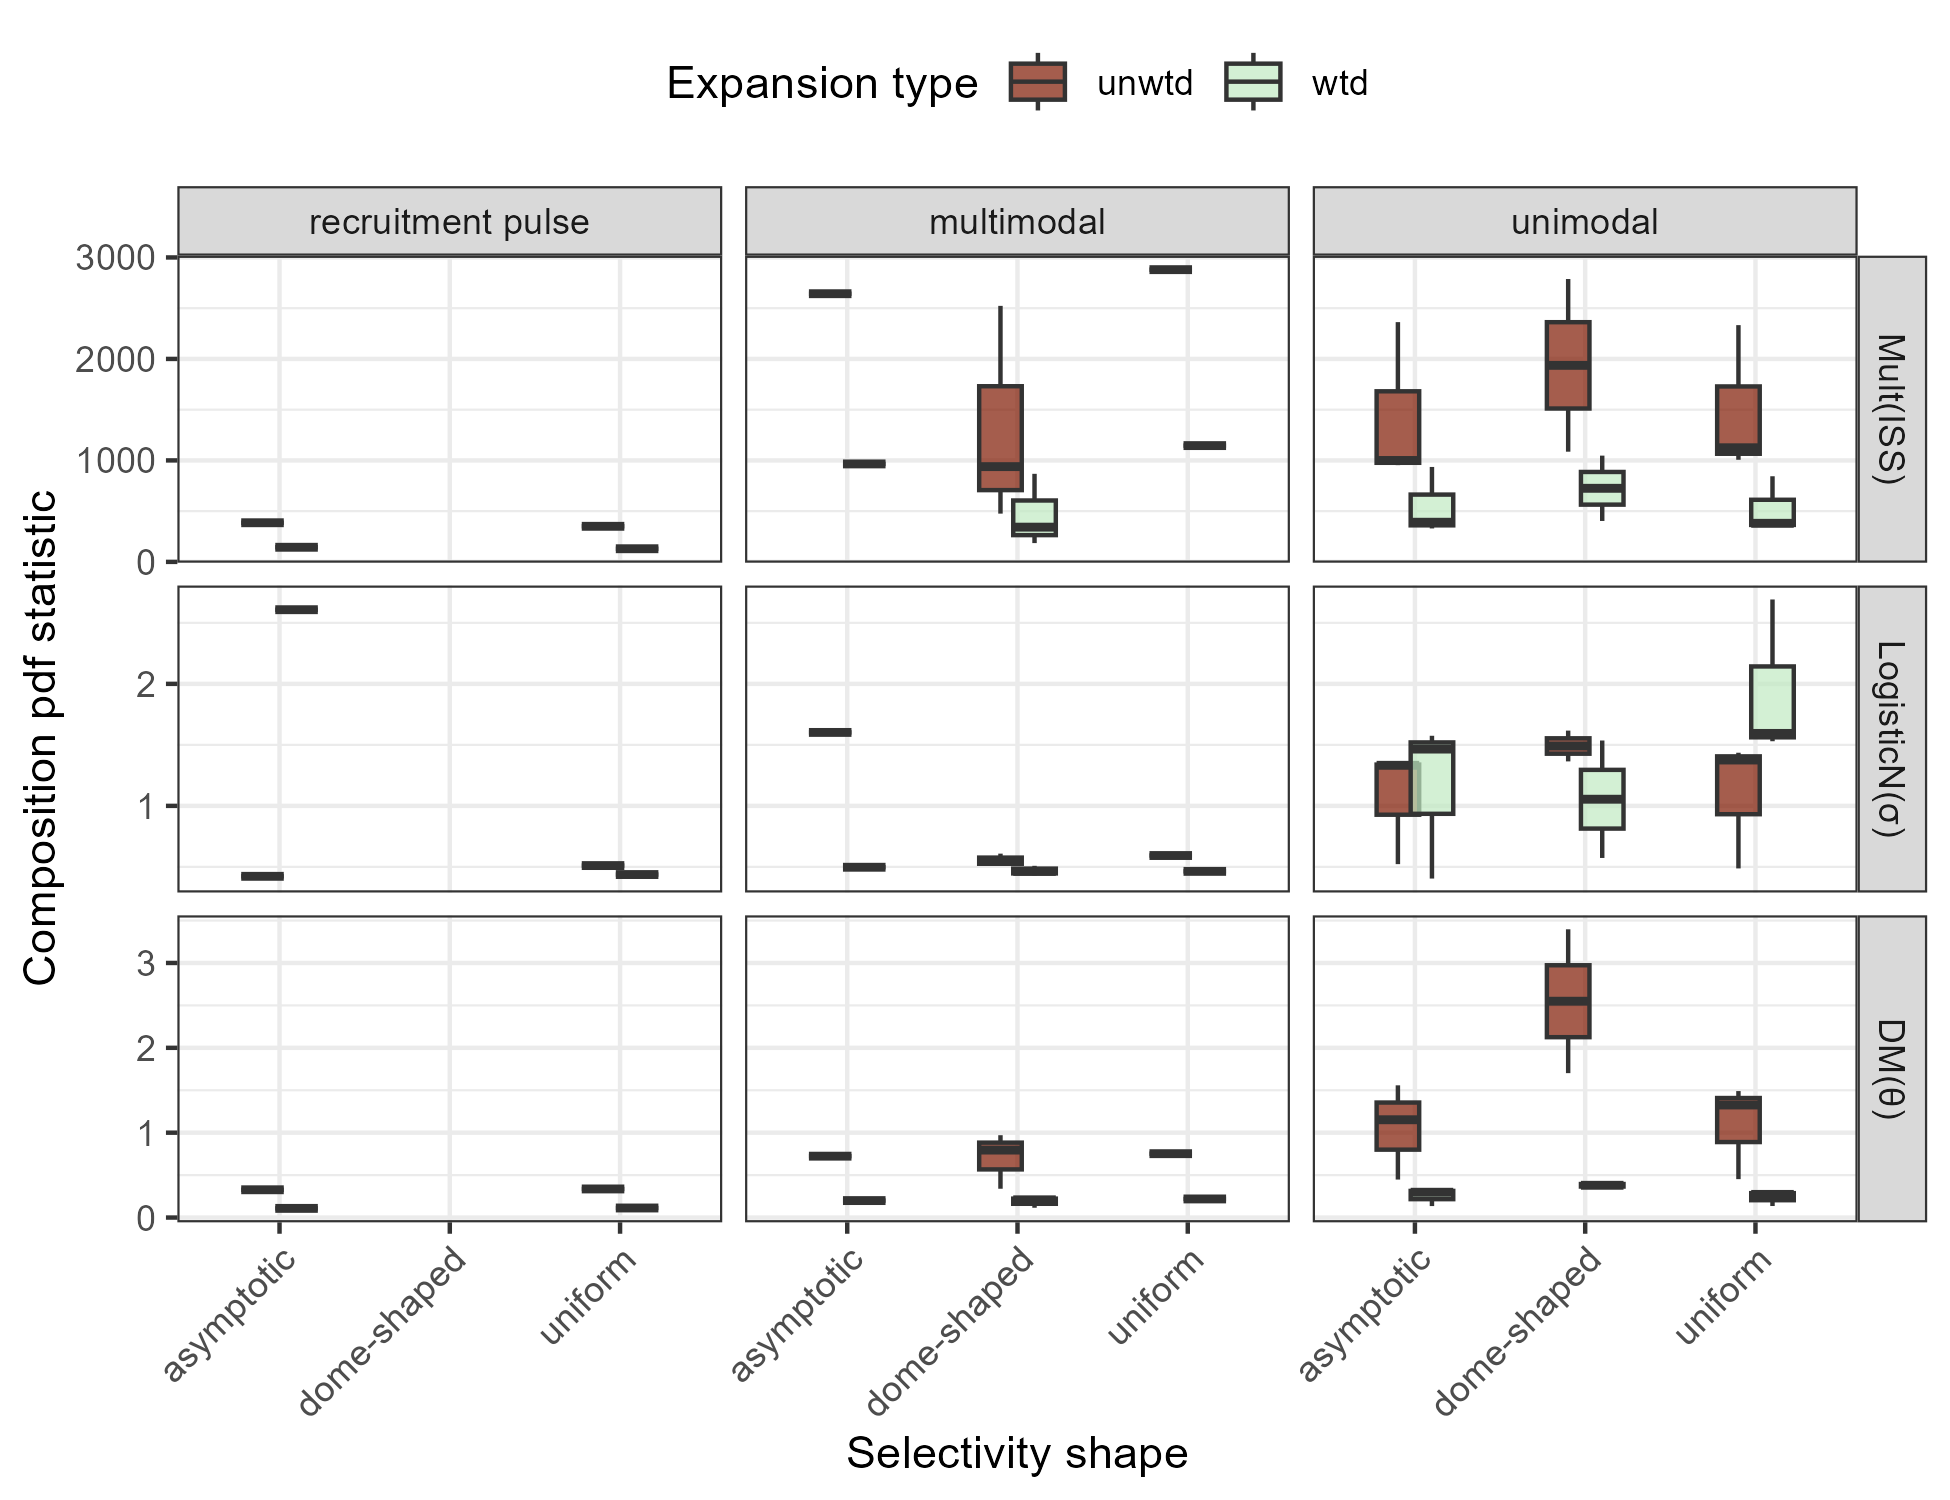 Expansion type unwtd wtd
recruitment pulse multimodal unimodal
3000
2000
1000
0
Mult(ISS)
2
1
LogisticN(σ)
3
2
1
0
DM(θ)
Composition pdf statistic
asymptotic dome-shaped uniform asymptotic dome-shaped uniform asymptotic dome-shaped uniform
Selectivity shape